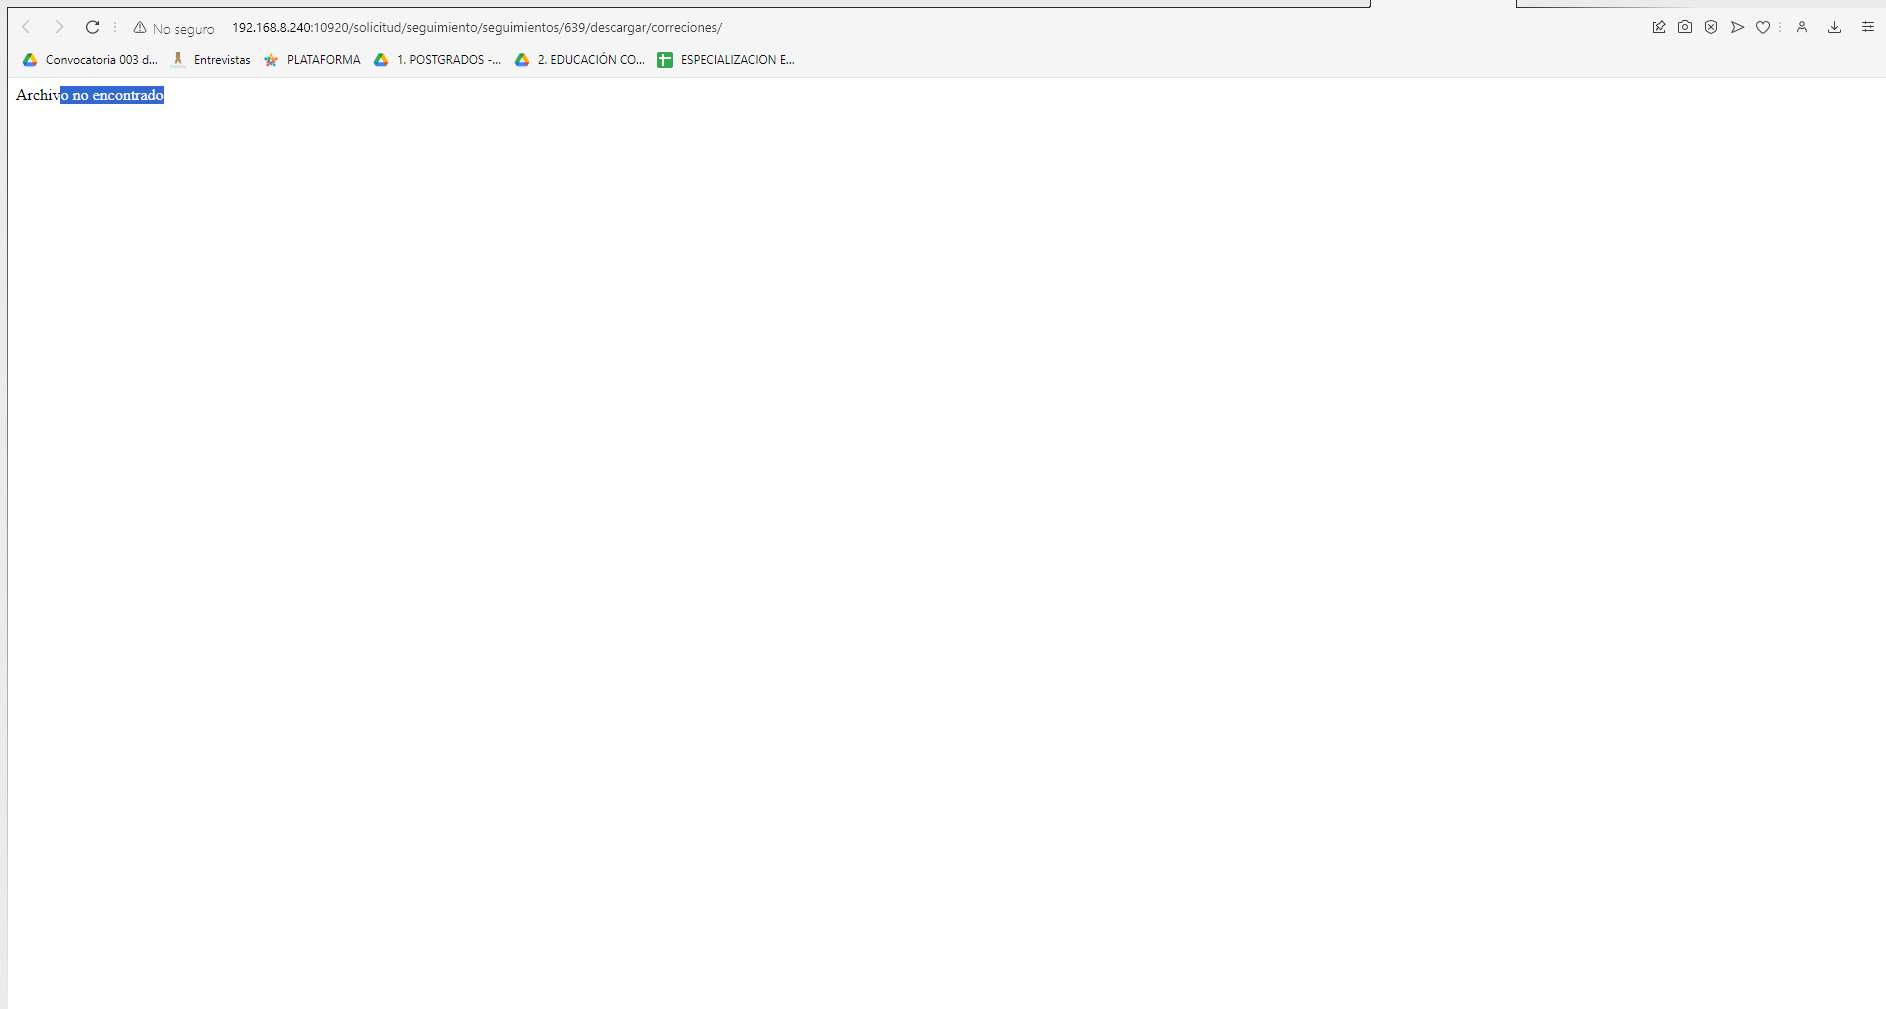 No seguro 192.168.8.240:10920/solicitud/seguimiento/seguimientos/639/descargar/correciones/
Convocatoria 003 d... Entrevistas PLATAFORMA 1. POSTGRADOS -... 2. EDUCACIÓN CO... ESPECIALIZACION E...
Archivo no encontrado